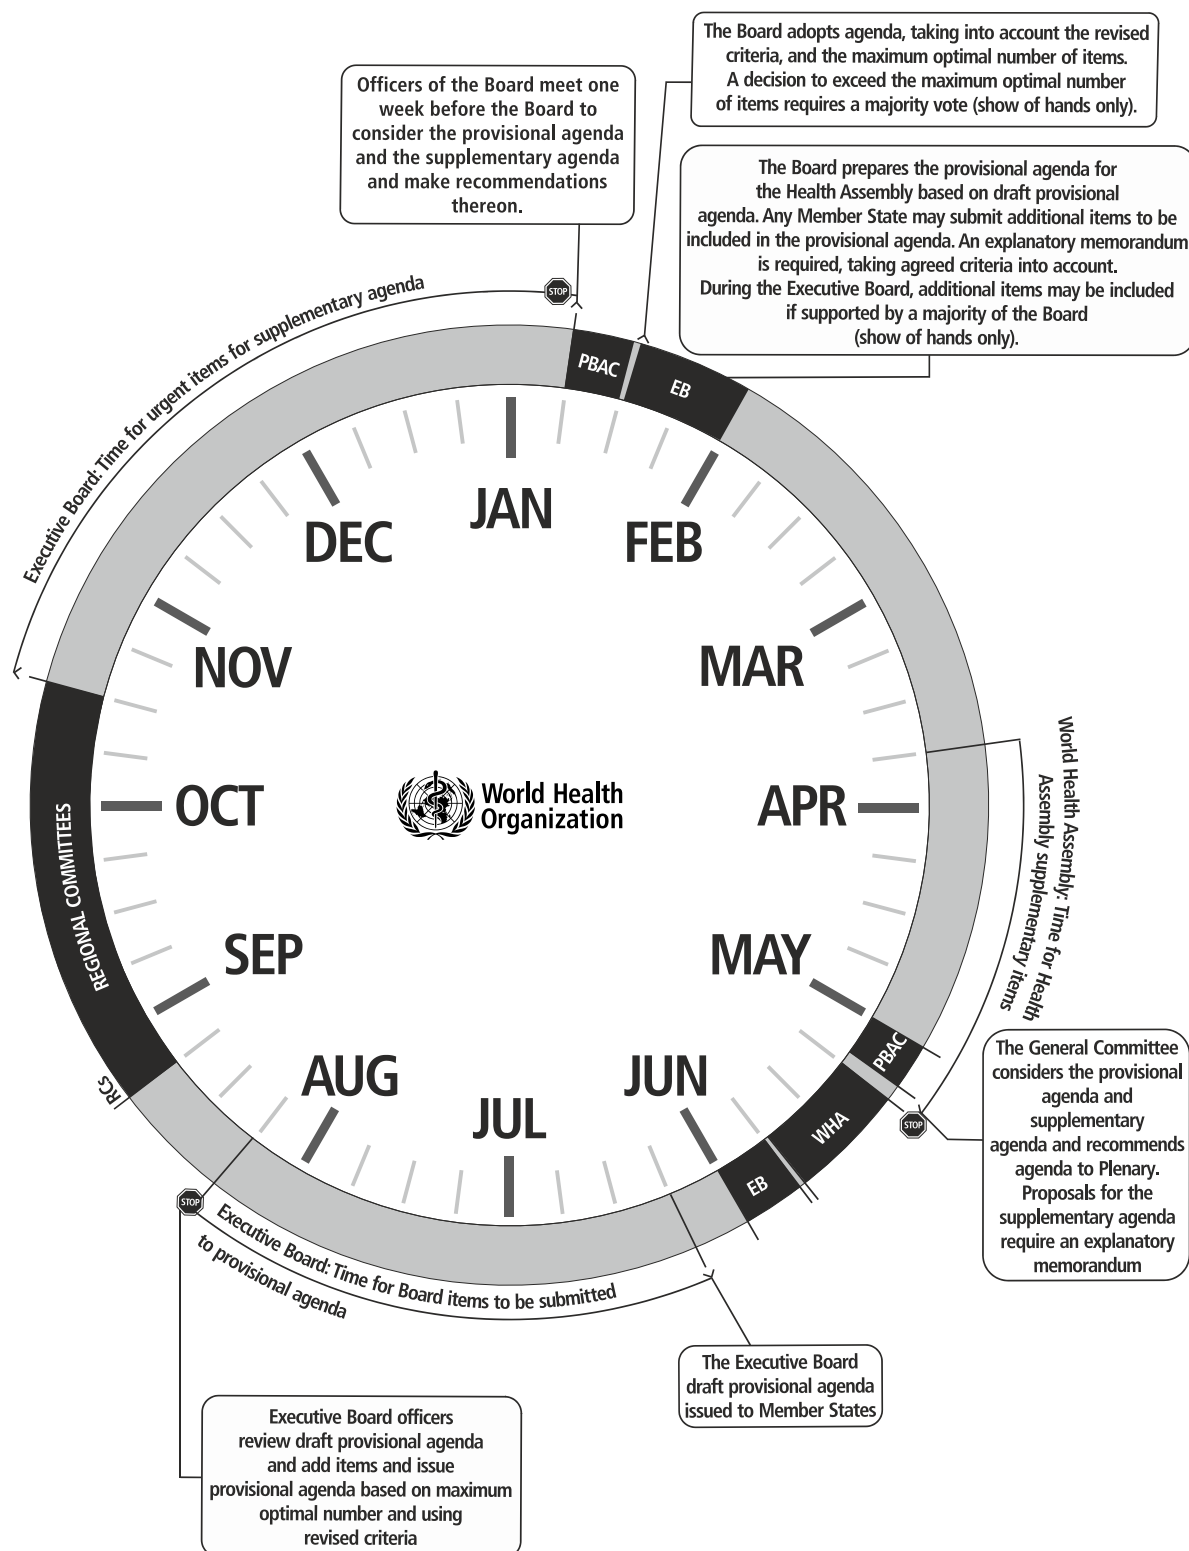 The Board adopts agenda, taking into account the revised
criteria, and the maximum optimal number of items.
A decision to exceed the maximum optimal number
of items requires a majority vote (show of hands only).
Officers of the Board meet one
week before the Board to
consider the provisional agenda
and the supplementary agenda
and make recommendations
thereon.
The Board prepares the provisional agenda for
the Health Assembly based on draft provisional
agenda. Any Member State may submit additional items to be
included in the provisional agenda. An explanatory memorandum
is required, taking agreed criteria into account.
During the Executive Board, additional items may be included
if supported by a majority of the Board
(show of hands only).
Executive Board: Time for urgent items for supplementary agenda
STOP
PBAC
EB
JAN
FEB
MAR
APR
MAY
JUN
JUL
AUG
SEP
OCT
NOV
DEC
World Health
Organization
World Health Assembly: Time for Health
Assembly supplementary items
PBAC
WHA
EB
STOP
The General Committee
considers the provisional
agenda and
supplementary
agenda and recommends
agenda to Plenary.
Proposals for the
supplementary agenda
require an explanatory
memorandum
REGIONAL COMMITTEES
RCs
STOP
Executive Board: Time for Board items to be submitted
to provisional agenda
The Executive Board
draft provisional agenda
issued to Member States
Executive Board officers
review draft provisional agenda
and add items and issue
provisional agenda based on maximum
optimal number and using
revised criteria